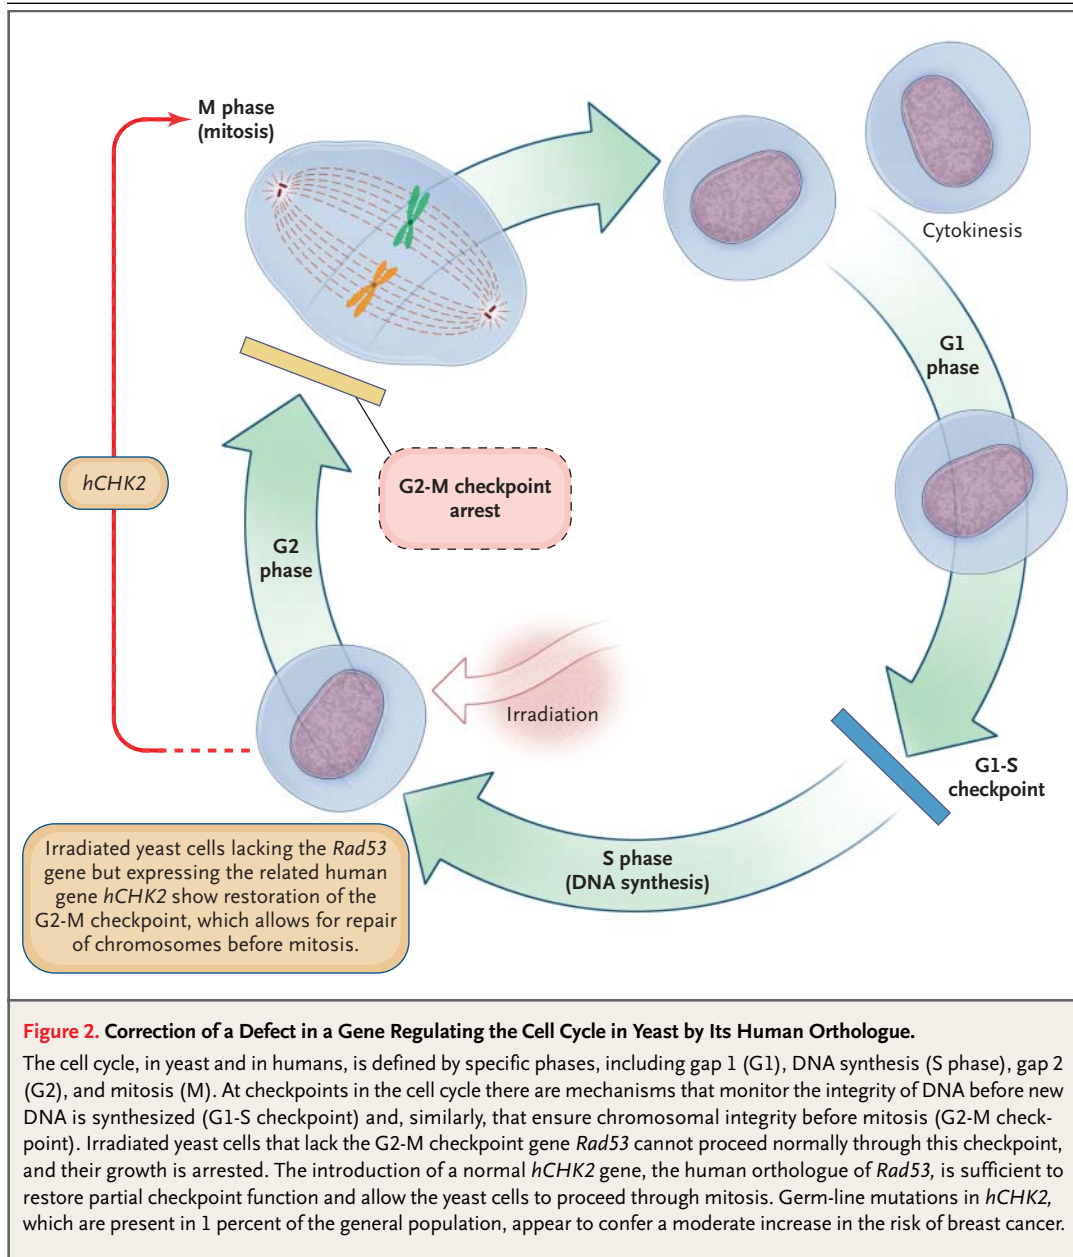 M phase
(mitosis)
Cytokinesis
G1
phase
hCHK2
G2-M checkpoint
arrest
G2
phase
Irradiation
G1-S
checkpoint
S phase
(DNA synthesis)
Irradiated yeast cells lacking the Rad53
gene but expressing the related human
gene hCHK2 show restoration of the
G2-M checkpoint, which allows for repair
of chromosomes before mitosis.
Figure 2. Correction of a Defect in a Gene Regulating the Cell Cycle in Yeast by Its Human Orthologue.
The cell cycle, in yeast and in humans, is defined by specific phases, including gap 1 (G1), DNA synthesis (S phase), gap 2
(G2), and mitosis (M). At checkpoints in the cell cycle there are mechanisms that monitor the integrity of DNA before new
DNA is synthesized (G1-S checkpoint) and, similarly, that ensure chromosomal integrity before mitosis (G2-M check-
point). Irradiated yeast cells that lack the G2-M checkpoint gene Rad53 cannot proceed normally through this checkpoint,
and their growth is arrested. The introduction of a normal hCHK2 gene, the human orthologue of Rad53, is sufficient to
restore partial checkpoint function and allow the yeast cells to proceed through mitosis. Germ-line mutations in hCHK2,
which are present in 1 percent of the general population, appear to confer a moderate increase in the risk of breast cancer.